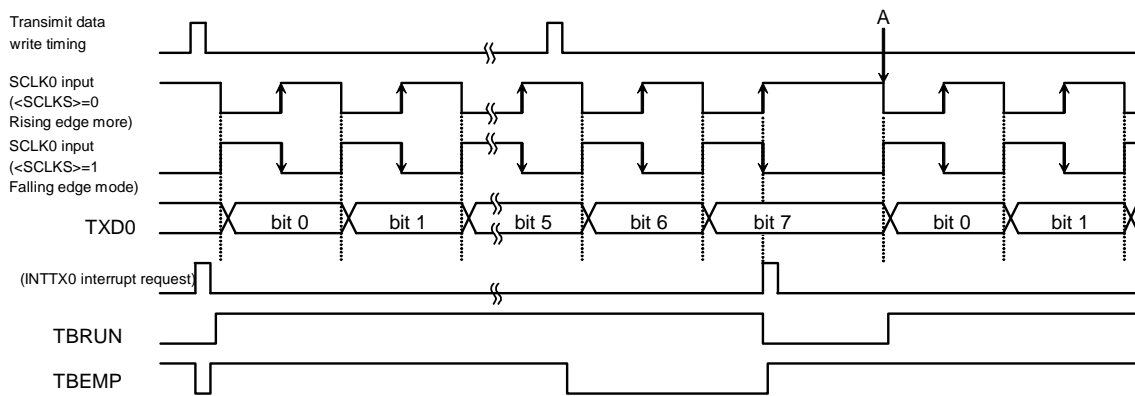 Transimit data
write timing
A
SCLK0 input
(<SCLKS>=0
Rising edge more)
SCLK0 input
(<SCLKS>=1
Falling edge mode)
TXD0
bit 0
bit 1
bit 5
bit 6
bit 7
bit 0
bit 1
(INTTX0 interrupt request)
TBRUN
TBEMP